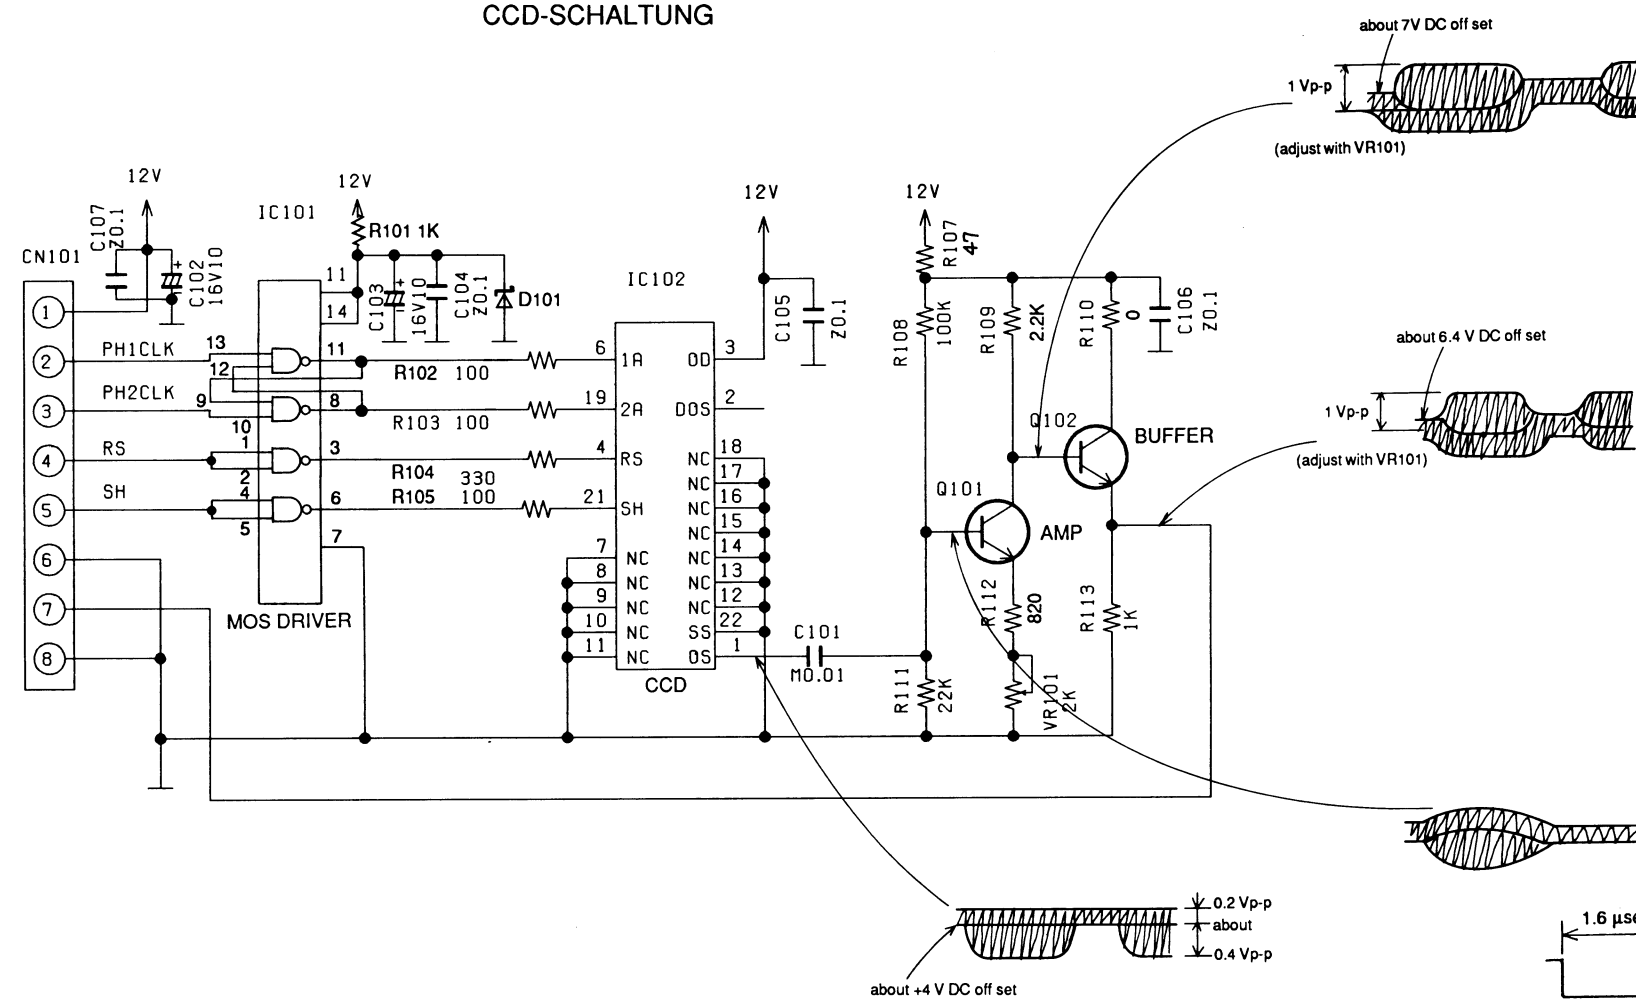 CCD-SCHALTUNG
about 7V DC off set
1 Vp-p
(adjust with VR101)
12V
12V
12V
12V
C107
Z0.1
C102
16V10
IC101
R101 1K
R107
47
CN101
C103
16V10
C104
Z0.1
D101
IC102
C105
Z0.1
R108
100K
R109
2.2K
R110
0
C106
Z0.1
11
14
1
2
3
4
5
6
7
8
PH1CLK
PH2CLK
RS
SH
13
12
9
10
1
2
4
5
11
8
3
6
7
R102 100
R103 100
R104 330
R105 100
MOS DRIVER
6
19
4
21
7
8
9
10
11
1A
2A
RS
SH
NC
NC
NC
NC
NC
OD
DOS
NC
NC
NC
NC
NC
NC
NC
SS
OS
3
2
18
17
16
15
14
13
12
22
1
CCD
C101
M0.01
Q102
BUFFER
Q101
AMP
R112
820
R113
1K
R111
22K
VR101
2K
about 6.4 V DC off set
1 Vp-p
(adjust with VR101)
0.2 Vp-p
about
0.4 Vp-p
about +4 V DC off set
1.6 µse